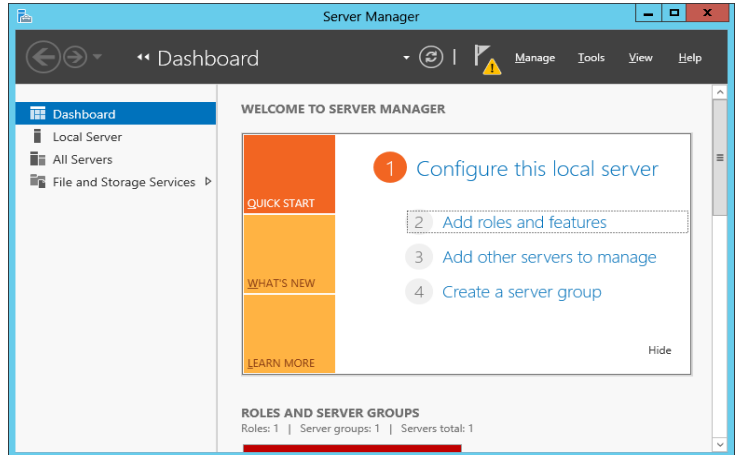 Server Manager
Dashboard
Manage Tools View Help
Dashboard
Local Server
All Servers
File and Storage Services
WELCOME TO SERVER MANAGER
QUICK START
WHAT'S NEW
LEARN MORE
1 Configure this local server
2 Add roles and features
3 Add other servers to manage
4 Create a server group
Hide
ROLES AND SERVER GROUPS
Roles: 1 | Server groups: 1 | Servers total: 1